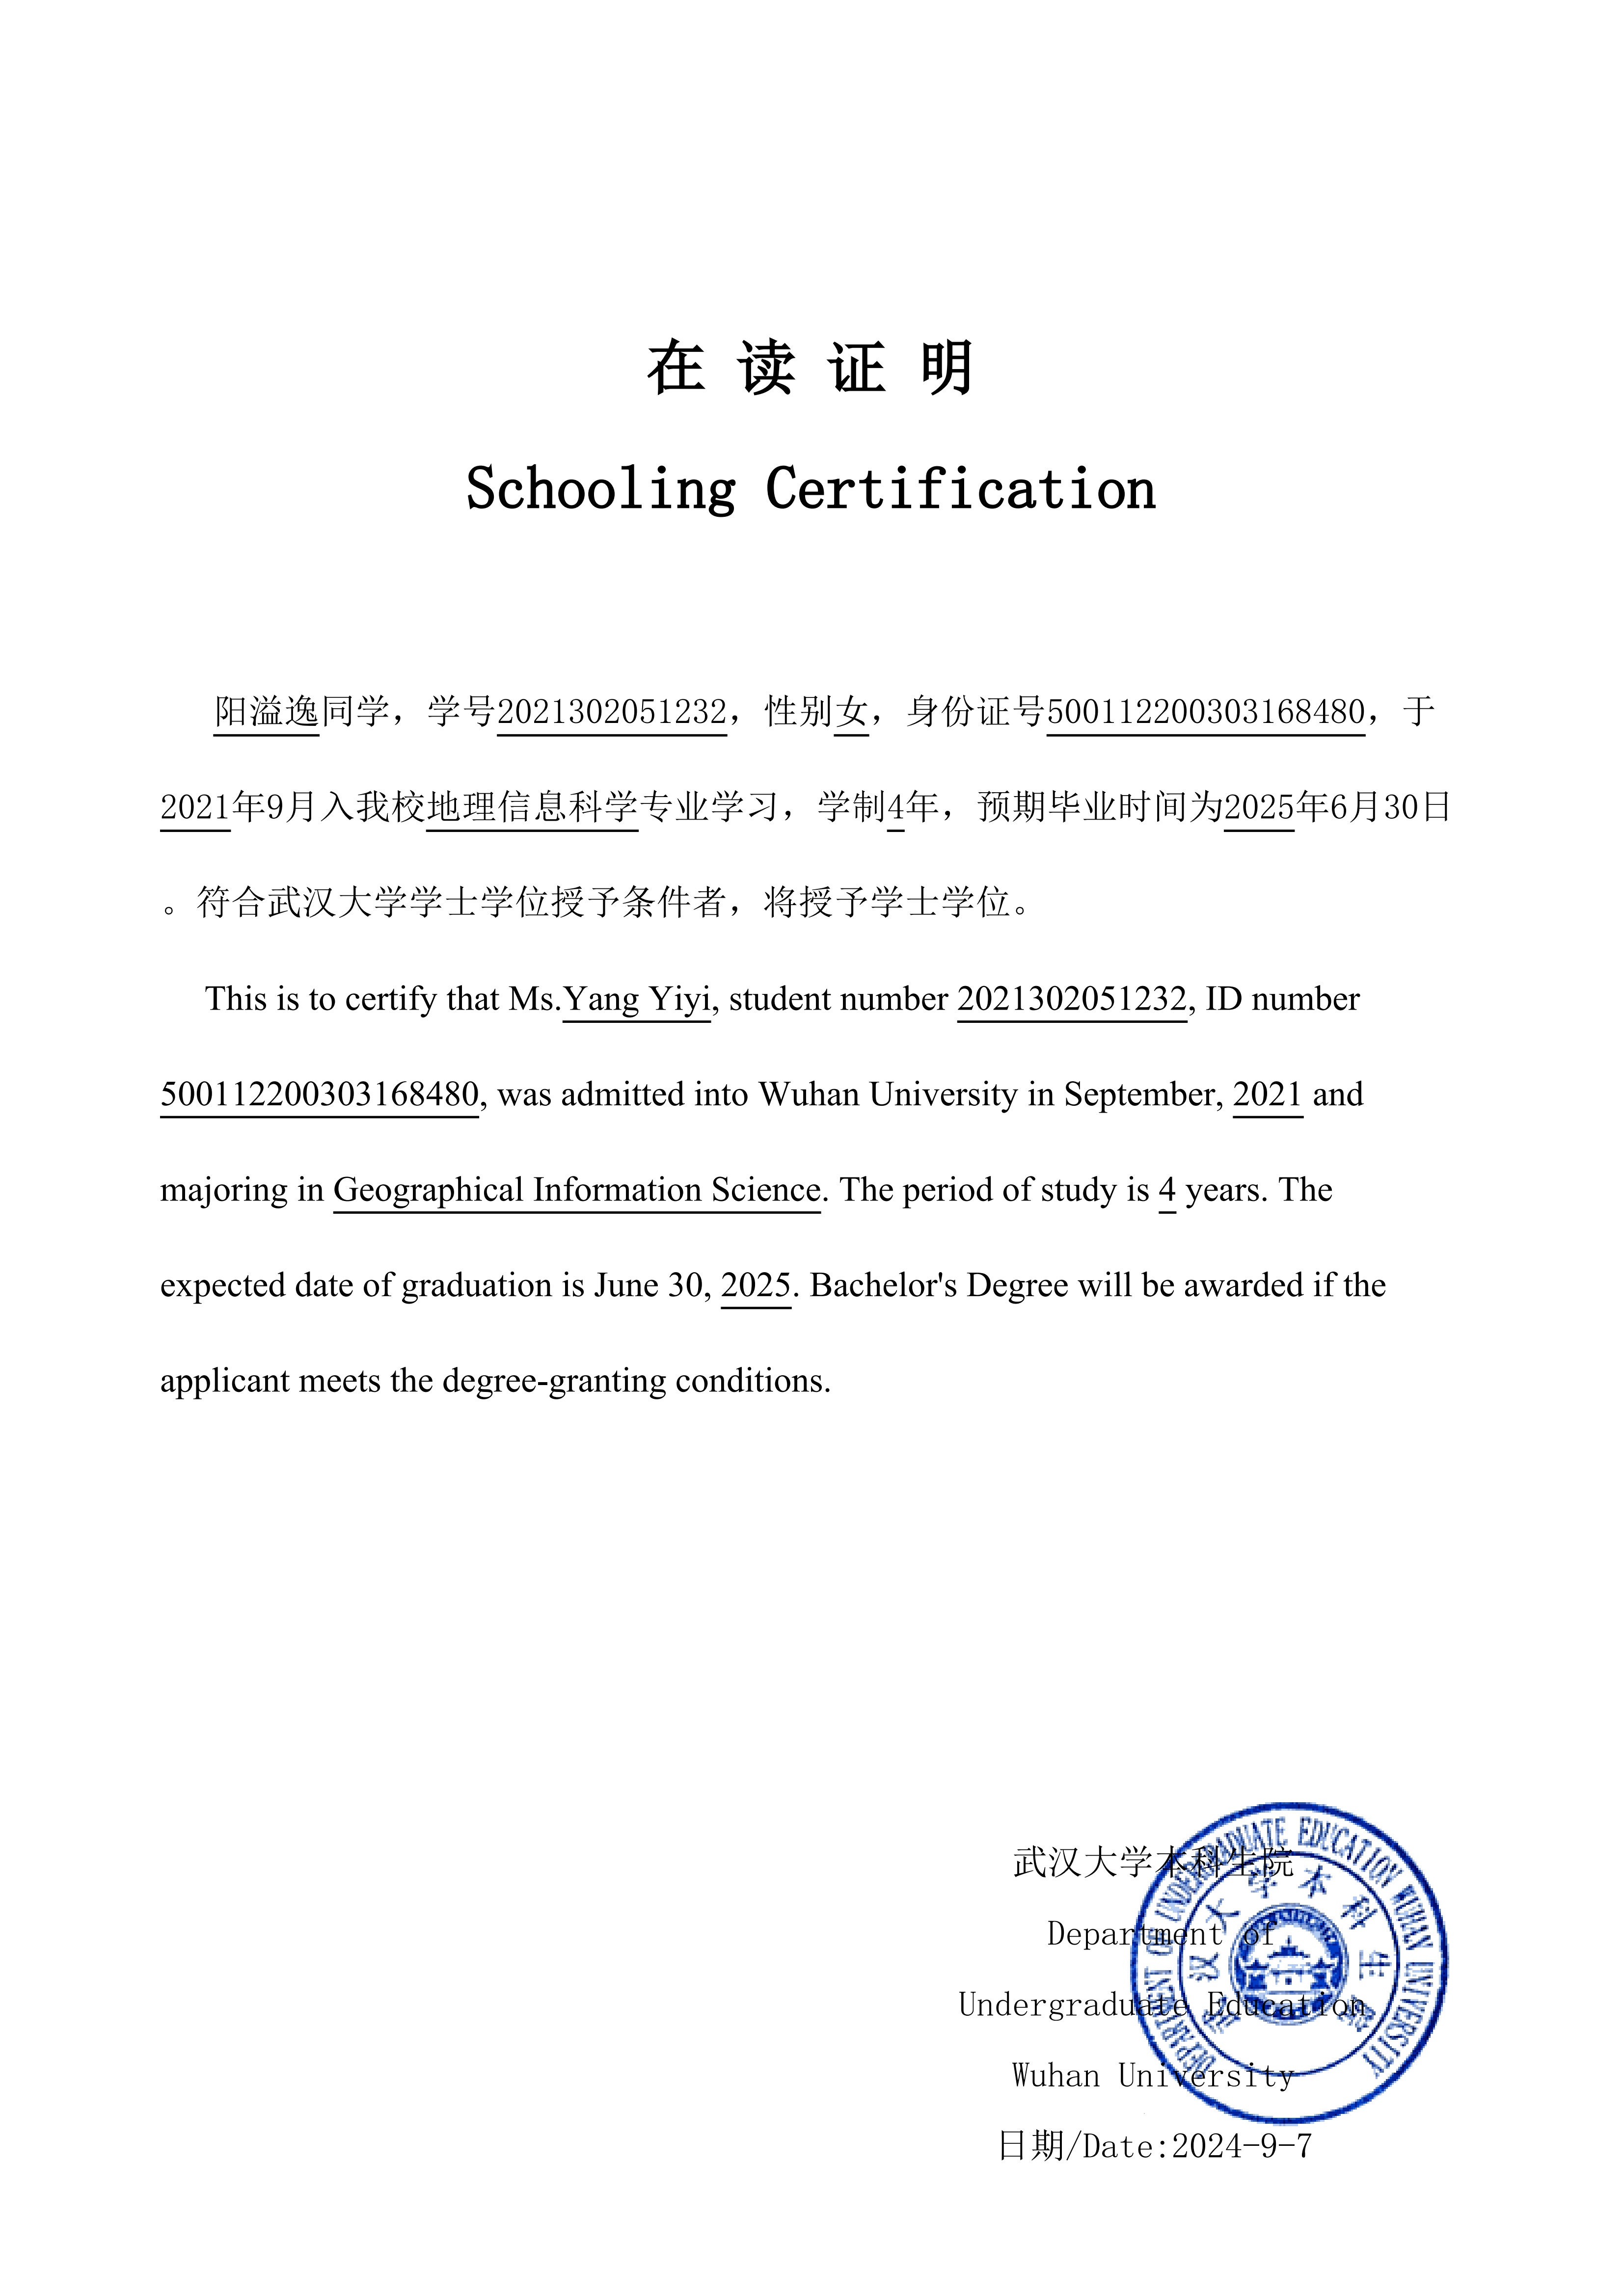 在 读 证 明
Schooling Certification
阳溢逸同学，学号2021302051232，性别女，身份证号500112200303168480，于
2021年9月入我校地理信息科学专业学习，学制4年，预期毕业时间为2025年6月30日
。符合武汉大学学士学位授予条件者，将授予学士学位。
This is to certify that Ms.Yang Yiyi, student number 2021302051232, ID number
500112200303168480, was admitted into Wuhan University in September, 2021 and
majoring in Geographical Information Science. The period of study is 4 years. The
expected date of graduation is June 30, 2025. Bachelor's Degree will be awarded if the
applicant meets the degree-granting conditions.
武汉大学本科生院
Department of
Undergraduate Education
Wuhan University
日期/Date:2024-9-7
DEPARTMENT OF UNDERGRADUATE EDUCATION WUHAN UNIVERSITY
武汉大学本科生院